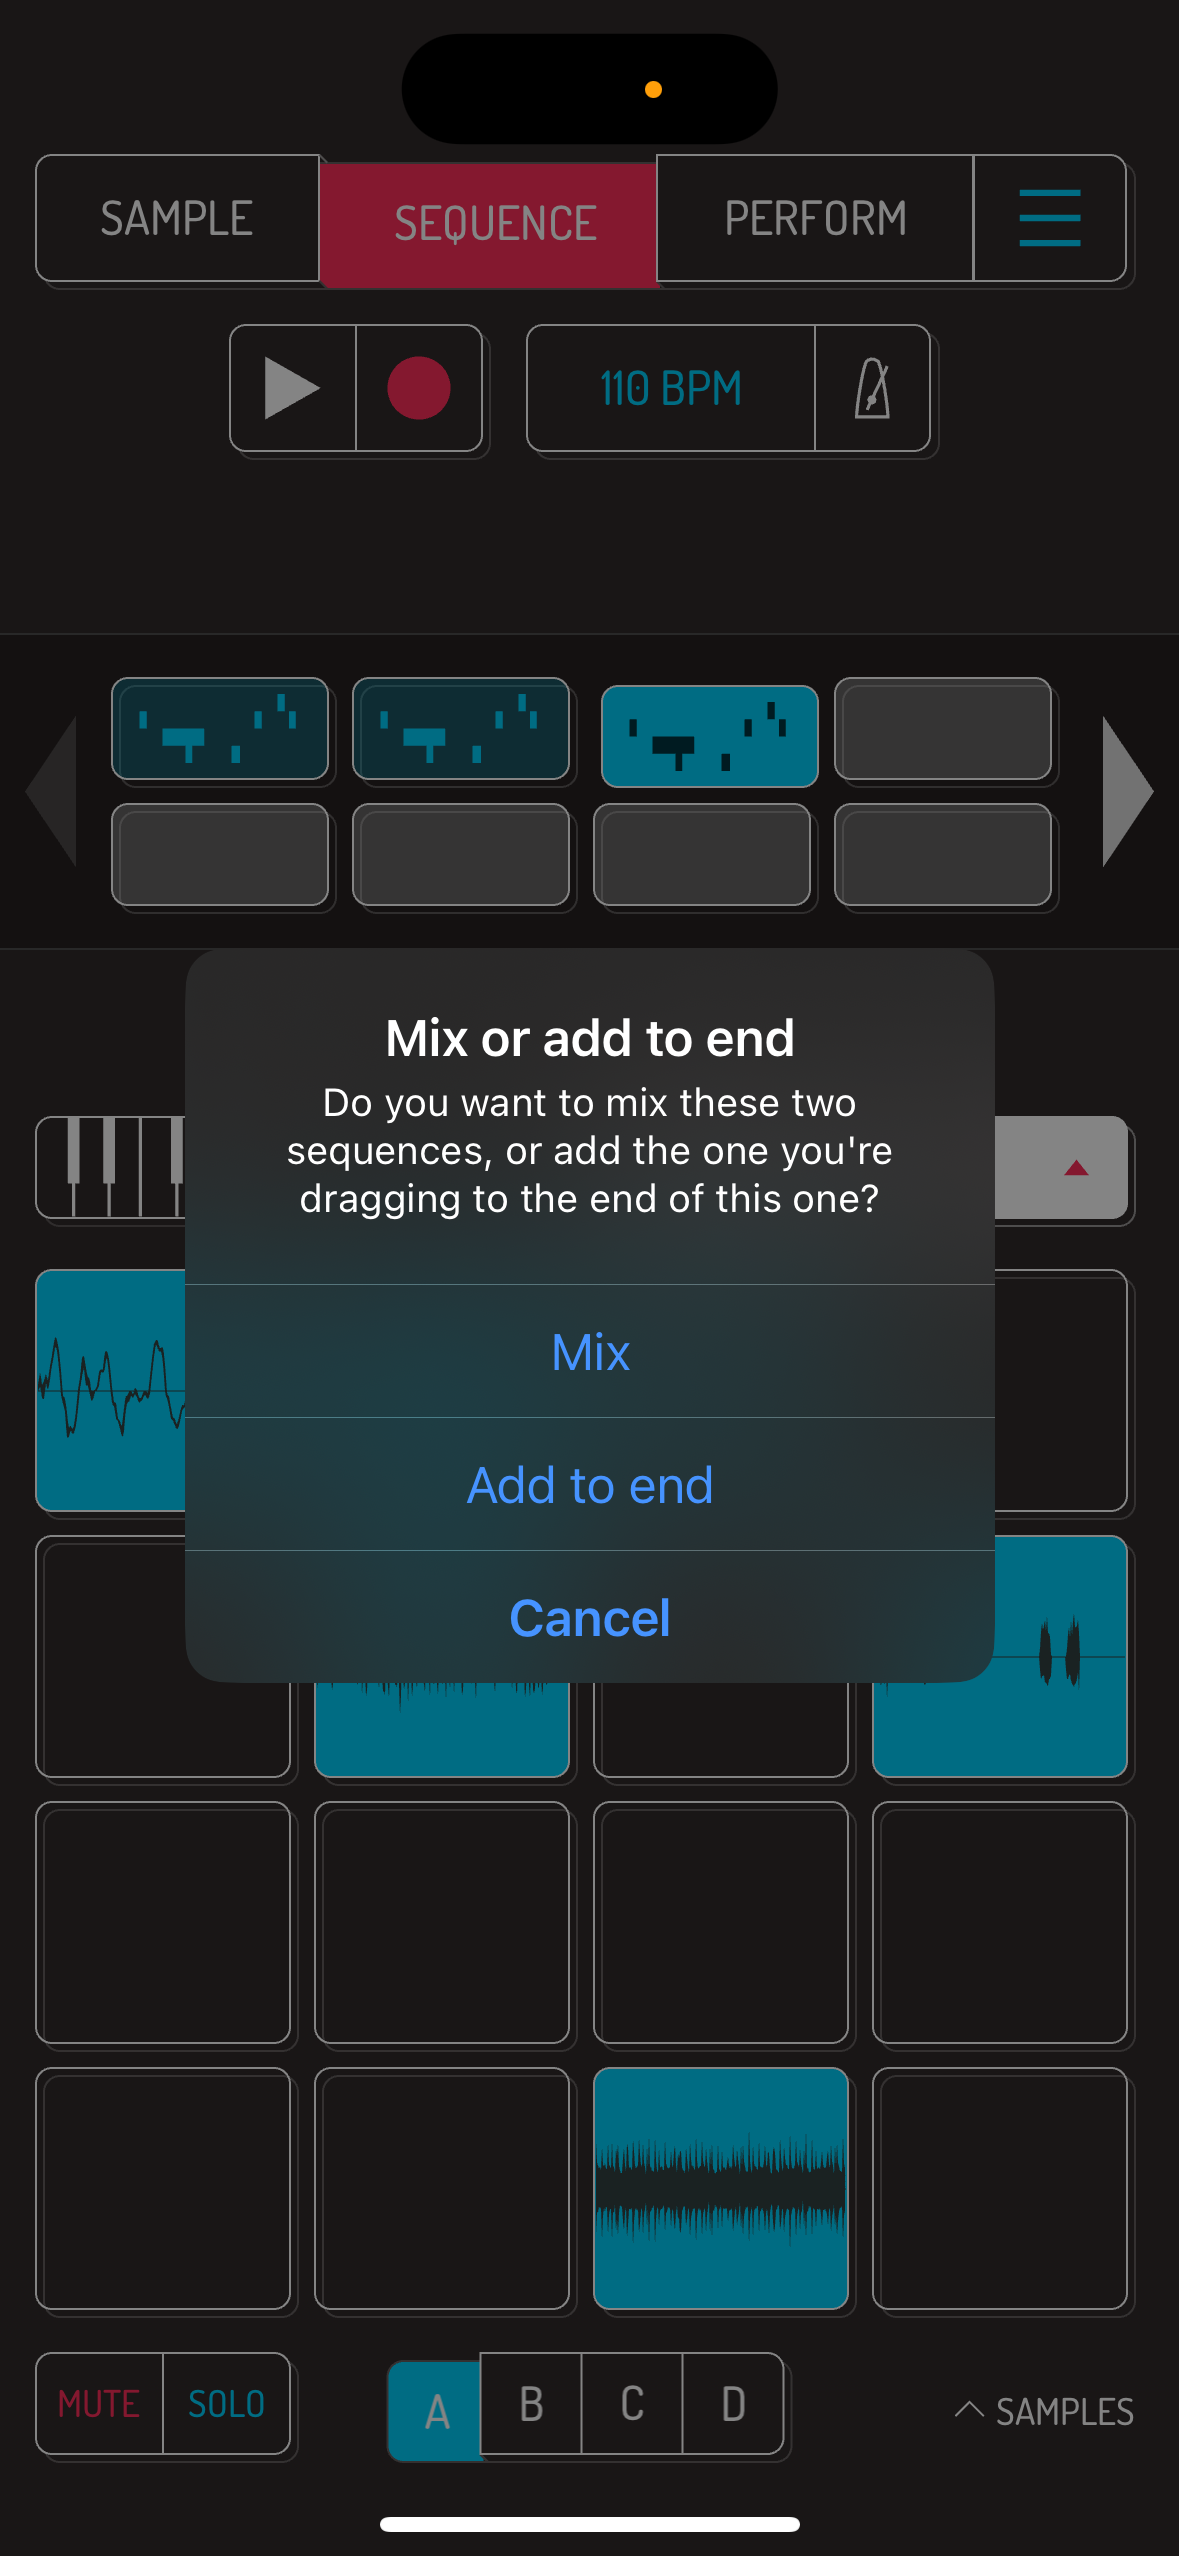 SAMPLE SEQUENCE PERFORM
110 BPM
Mix or add to end
Do you want to mix these two
sequences, or add the one you're
dragging to the end of this one?
Mix
Add to end
Cancel
MUTE SOLO A B C D SAMPLES